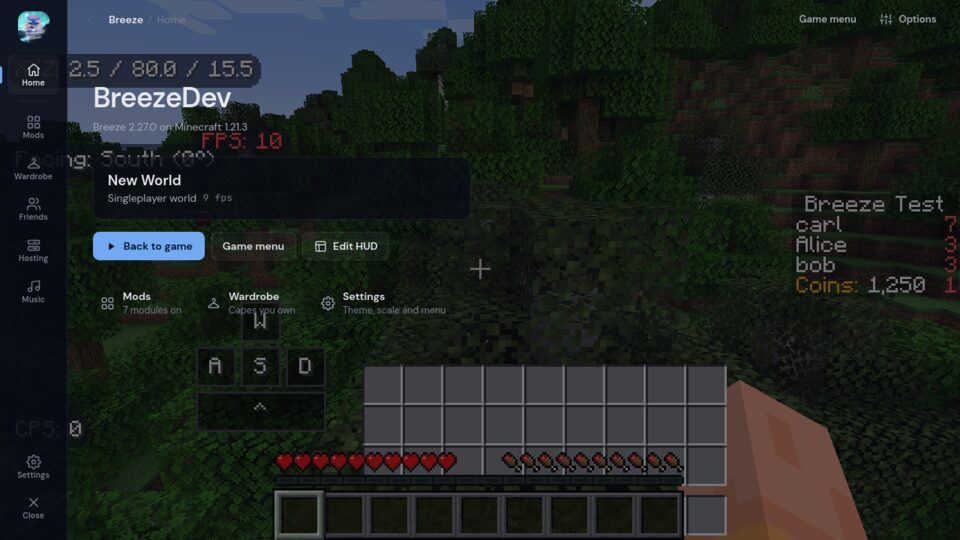 Breeze / Home
Game menu
Options
Home
2.5 / 80.0 / 15.5
BreezeDev
Breeze 2.27.0 on Minecraft 1.21.3
FPS: 10
Mods
Facing: South (0°)
Wardrobe
New World
Singleplayer world 9 fps
Friends
Breeze Test
carl 7
Alice 3
bob 3
Coins: 1,250 1
Hosting
Back to game
Game menu
Edit HUD
Music
Mods
7 modules on
Wardrobe
Capes you own
Settings
Theme, scale and menu
W
A S D
^
CPS: 0
Settings
Close